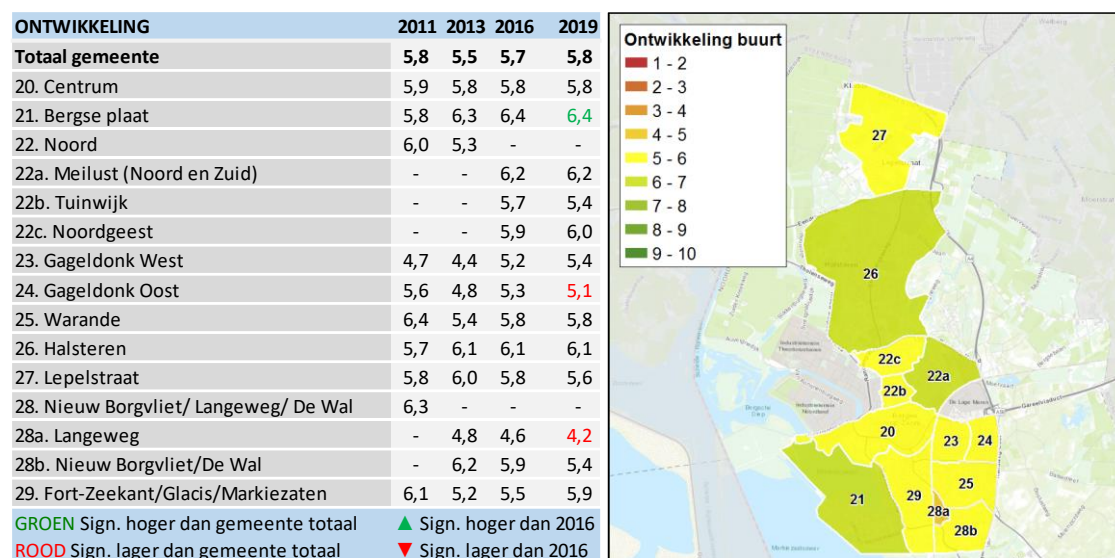 ONTWIKKELING 2011 2013 2016 2019
Totaal gemeente 5,8 5,5 5,7 5,8
20. Centrum 5,9 5,8 5,8 5,8
21. Bergse plaat 5,8 6,3 6,4 6,4
22. Noord 6,0 5,3 - -
22a. Meilust (Noord en Zuid) - - 6,2 6,2
22b. Tuinwijk - - 5,7 5,4
22c. Noordgeest - - 5,9 6,0
23. Gageldonk West 4,7 4,4 5,2 5,4
24. Gageldonk Oost 5,6 4,8 5,3 5,1
25. Warande 6,4 5,4 5,8 5,8
26. Halsteren 5,7 6,1 6,1 6,1
27. Lepelstraat 5,8 6,0 5,8 5,6
28. Nieuw Borgvliet/ Langeweg/ De Wal 6,3 - - -
28a. Langeweg - 4,8 4,6 4,2
28b. Nieuw Borgvliet/De Wal - 6,2 5,9 5,4
29. Fort-Zeekant/Glacis/Markiezaten 6,1 5,2 5,5 5,9
GROEN Sign. hoger dan gemeente totaal ▲ Sign. hoger dan 2016
ROOD Sign. lager dan gemeente totaal ▼ Sign. lager dan 2016
Ontwikkeling buurt
1 - 2
2 - 3
3 - 4
4 - 5
5 - 6
6 - 7
7 - 8
8 - 9
9 - 10
27
26
22c
22a
22b
De Lage Meren
20
23
24
25
21
29
28a
28b